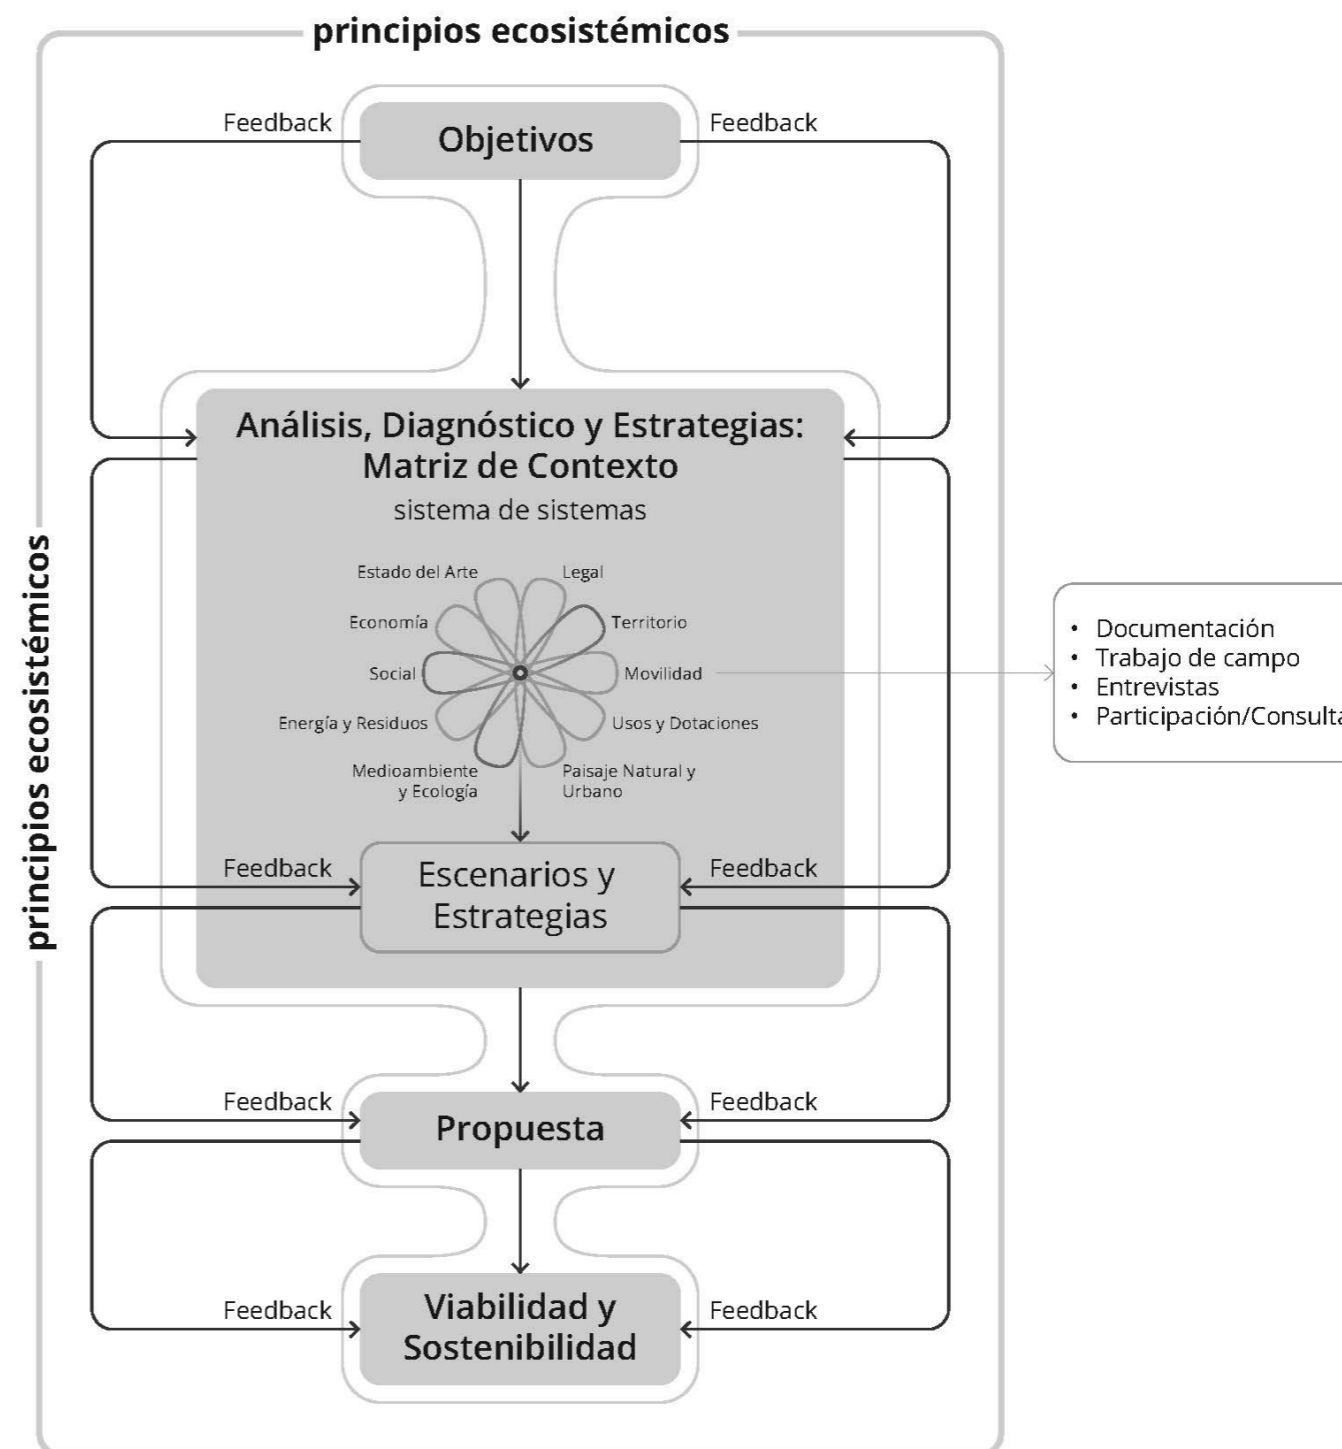 principios ecosistémicos
principios ecosistémicos
Feedback
Objetivos
Feedback
Análisis, Diagnóstico y Estrategias:
Matriz de Contexto
sistema de sistemas
Estado del Arte
Legal
Economía
Territorio
Social
Movilidad
Energía y Residuos
Usos y Dotaciones
Medioambiente
y Ecología
Paisaje Natural y
Urbano
• Documentación
• Trabajo de campo
• Entrevistas
• Participación/Consulta
Feedback
Escenarios y
Estrategias
Feedback
Feedback
Propuesta
Feedback
Feedback
Viabilidad y
Sostenibilidad
Feedback